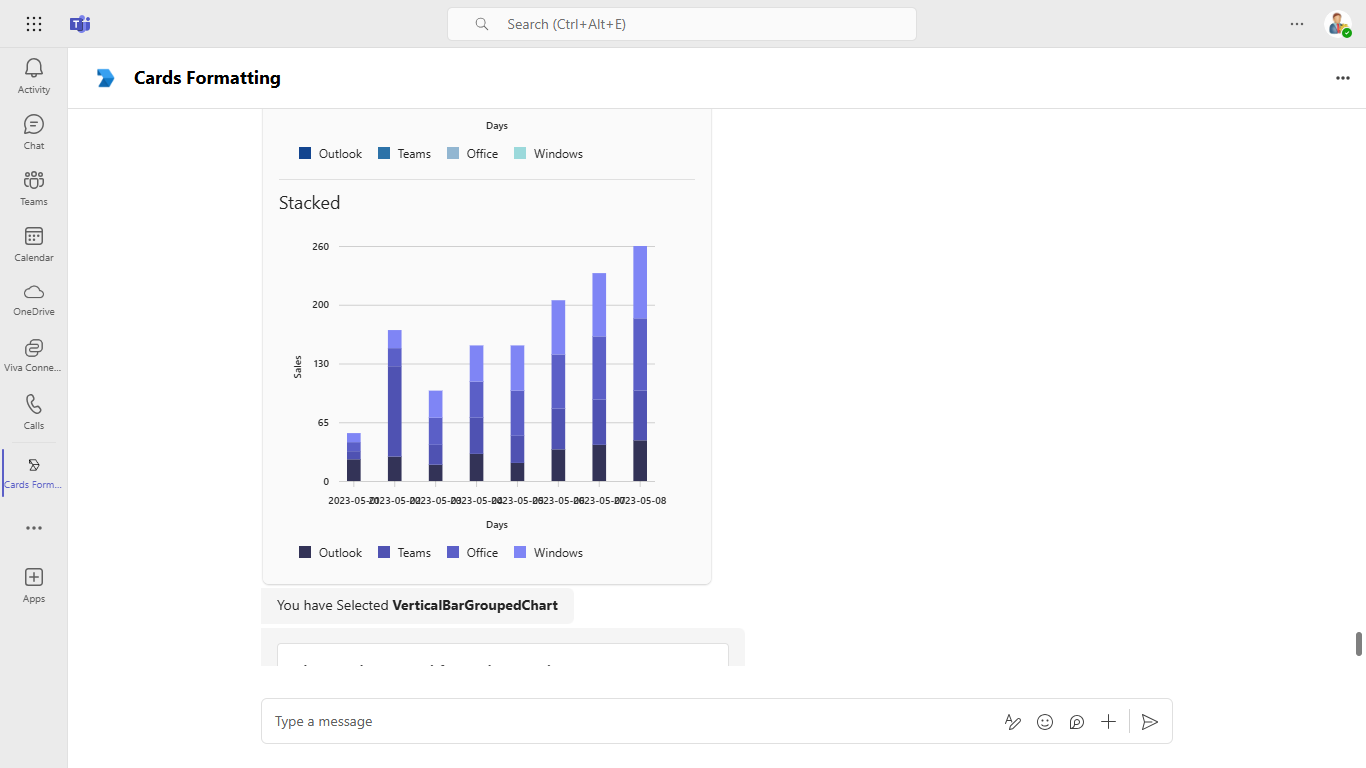 Search (Ctrl+Alt+E)
Activity
Chat
Teams
Calendar
OneDrive
Viva Conne...
Calls
Cards Form...
Apps
Cards Formatting
Days
Outlook Teams Office Windows
Stacked
260
200
130
65
0
Sales
2023-05-01 2023-05-02 2023-05-03 2023-05-04 2023-05-05 2023-05-06 2023-05-07 2023-05-08
Days
Outlook Teams Office Windows
You have Selected VerticalBarGroupedChart
Type a message